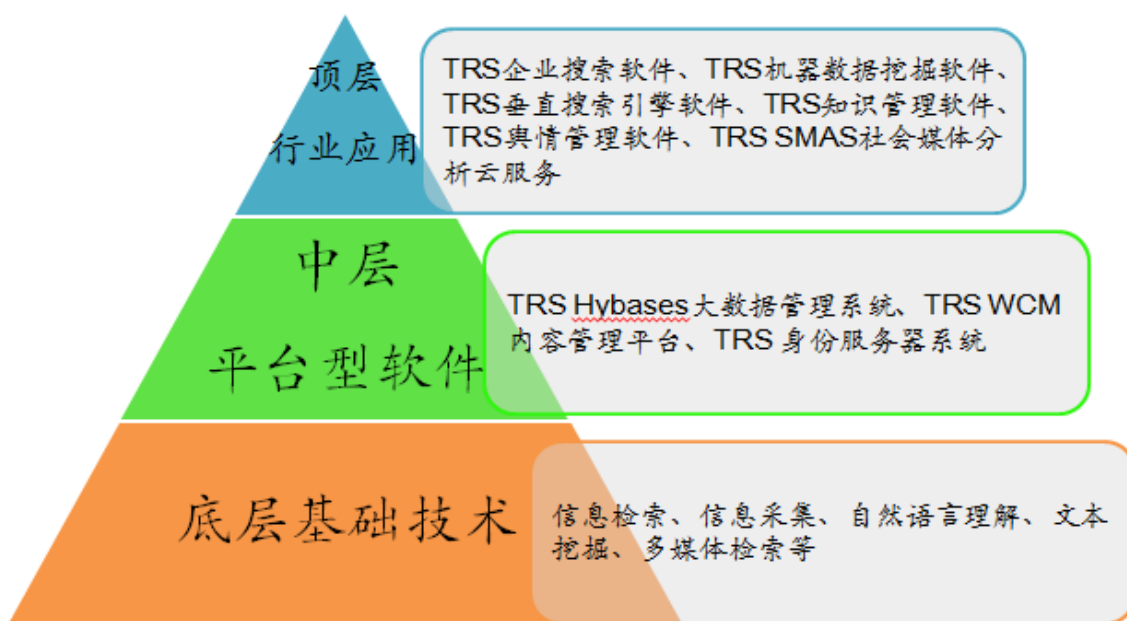 顶层
行业应用
TRS企业搜索软件、TRS机器数据挖掘软件、
TRS垂直搜索引擎软件、TRS知识管理软件、
TRS舆情管理软件、TRS SMAS社会媒体分
析云服务
中层
平台型软件
TRS Hybases大数据管理系统、TRS WCM
内容管理平台、TRS 身份服务器系统
底层基础技术
信息检索、信息采集、自然语言理解、文本
挖掘、多媒体检索等